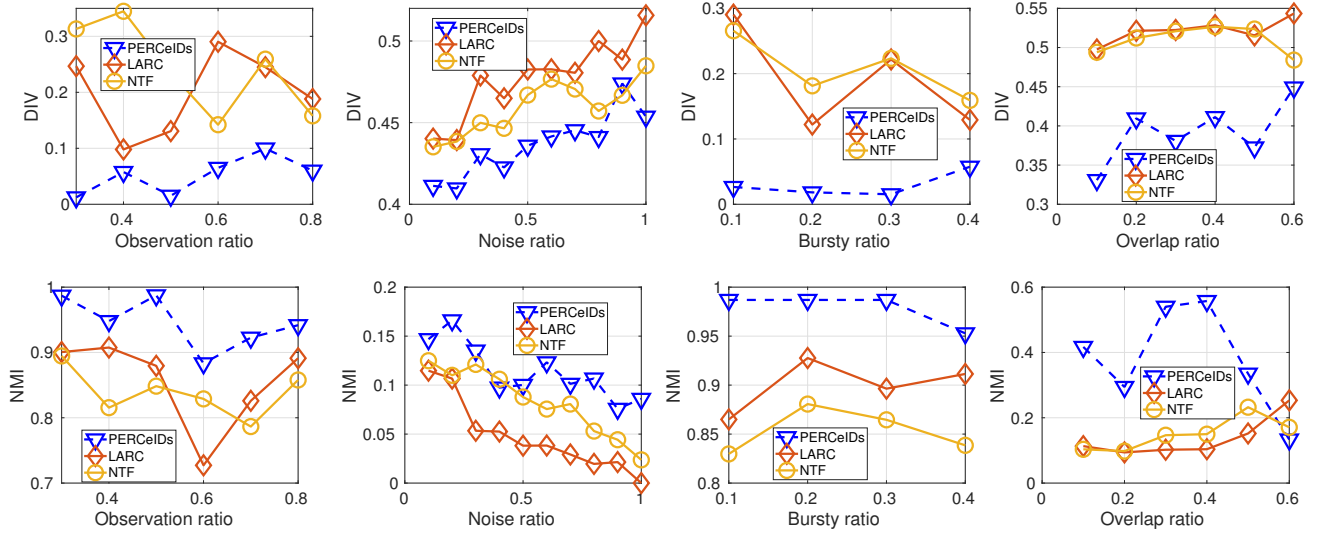 DIV
0.3
0.2
0.1
0
0.4
0.6
0.8
Observation ratio
PERCeIDs
LARC
NTF
DIV
0.5
0.45
0.4
0
0.5
1
Noise ratio
PERCeIDs
LARC
NTF
DIV
0.3
0.2
0.1
0
0.1
0.2
0.3
0.4
Bursty ratio
PERCeIDs
LARC
NTF
DIV
0.55
0.5
0.45
0.4
0.35
0.3
0
0.2
0.4
0.6
Overlap ratio
PERCeIDs
LARC
NTF
NMI
1
0.9
0.8
0.7
0.4
0.6
0.8
Observation ratio
PERCeIDs
LARC
NTF
NMI
0.2
0.15
0.1
0.05
0
0
0.5
1
Noise ratio
PERCeIDs
LARC
NTF
NMI
1
0.95
0.9
0.85
0.8
0.1
0.2
0.3
0.4
Bursty ratio
PERCeIDs
LARC
NTF
NMI
0.6
0.4
0.2
0
0
0.2
0.4
0.6
Overlap ratio
PERCeIDs
LARC
NTF